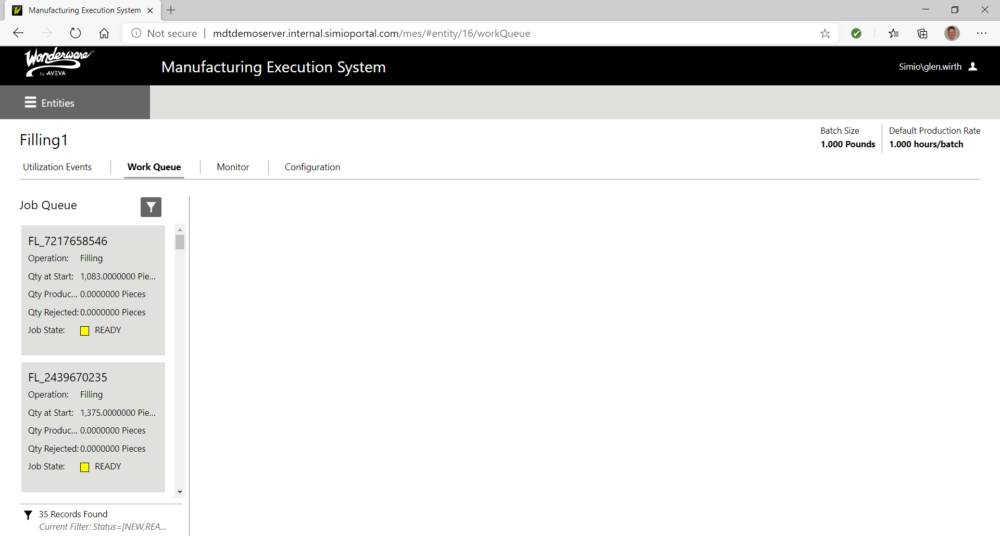 Manufacturing Execution System
Not secure | mdtdemoserver.internal.simioportal.com/mes/#entity/16/workQueue
Wonderware
by AVEVA
Manufacturing Execution System
Simio\glen.wirth
Entities
Filling1
Batch Size
1.000 Pounds
Default Production Rate
1.000 hours/batch
Utilization Events
Work Queue
Monitor
Configuration
Job Queue
FL_7217658546
Operation: Filling
Qty at Start: 1,083.0000000 Pie...
Qty Produc... 0.0000000 Pieces
Qty Rejected: 0.0000000 Pieces
Job State: READY
FL_2439670235
Operation: Filling
Qty at Start: 1,375.0000000 Pie...
Qty Produc... 0.0000000 Pieces
Qty Rejected: 0.0000000 Pieces
Job State: READY
35 Records Found
Current Filter: Status=[NEW,REA...